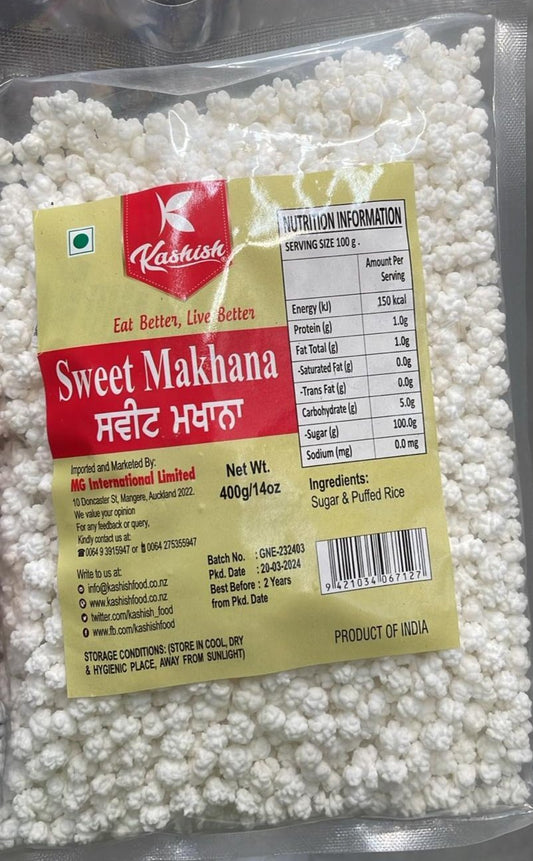 Kashish
Eat Better, Live Better
Sweet Makhana
ਸਵੀਟ ਮਖਾਨਾ
Imported and Marketed By:
MG International Limited
10 Doncaster St, Mangere, Auckland 2022.
We value your opinion
For any feedback or query,
Kindly contact us at:
0064 9 3915947 or 0064 275355947
Write to us at:
info@kashishfood.co.nz
www.kashishfood.co.nz
twitter.com/kashish_food
www.fb.com/kashishfood
STORAGE CONDITIONS: (STORE IN COOL, DRY
& HYGIENIC PLACE, AWAY FROM SUNLIGHT)
Net Wt.
400g/14oz
Batch No. : GNE-232403
Pkd. Date : 20-03-2024
Best Before : 2 Years
from Pkd. Date
NUTRITION INFORMATION
SERVING SIZE 100 g .
Amount Per
Serving
Energy (kJ) 150 kcal
Protein (g) 1.0g
Fat Total (g) 1.0g
-Saturated Fat (g) 0.0g
-Trans Fat (g) 0.0g
Carbohydrate (g) 5.0g
-Sugar (g) 100.0g
Sodium (mg) 0.0 mg
Ingredients:
Sugar & Puffed Rice
9 421034 067127
PRODUCT OF INDIA